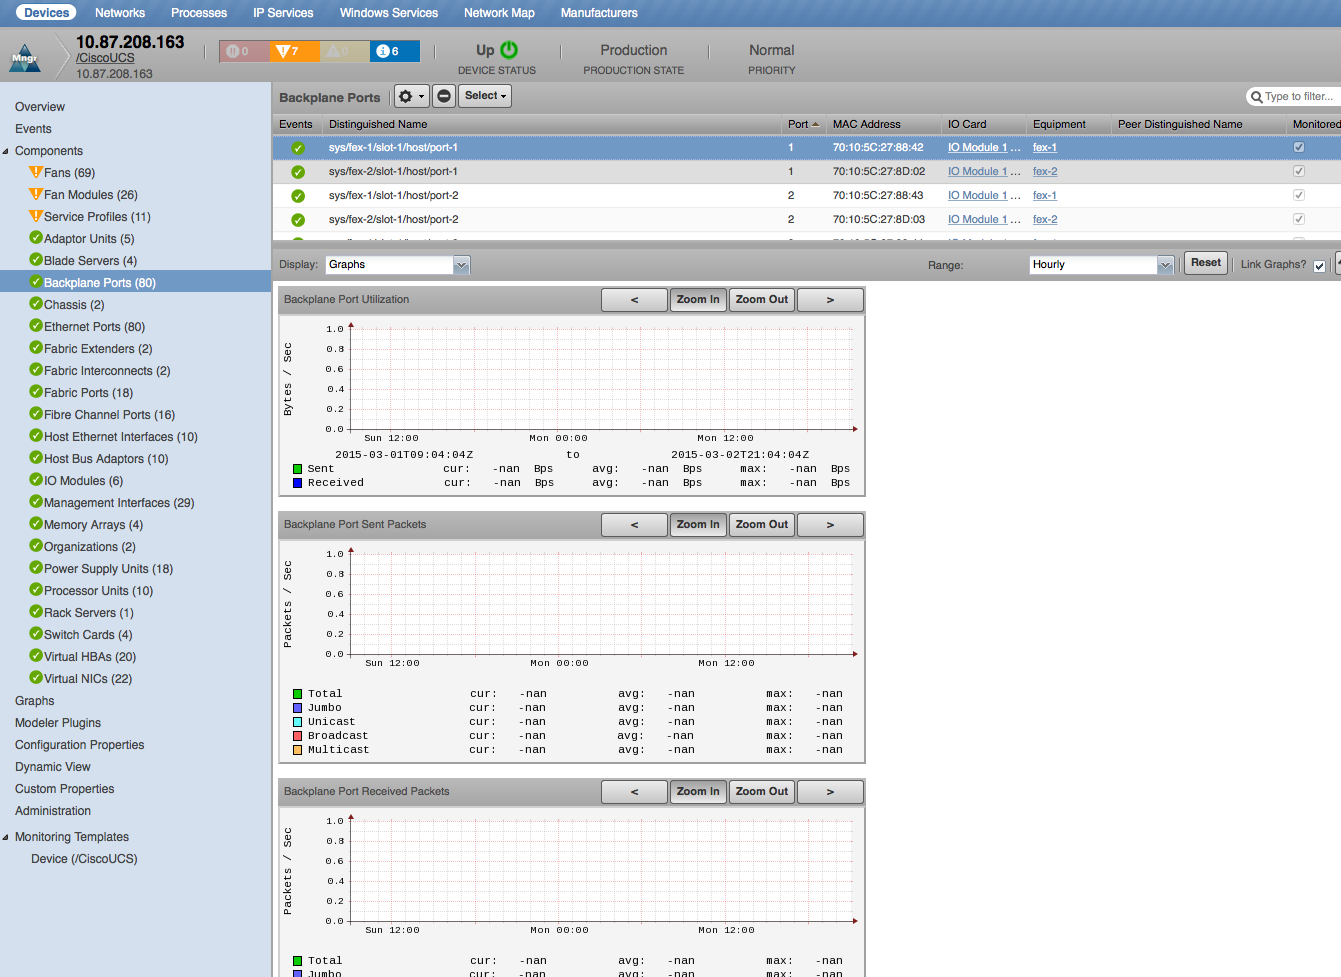 Devices Networks Processes IP Services Windows Services Network Map Manufacturers
Mngr
10.87.208.163
/CiscoUCS
10.87.208.163
0 7 0 6
Up
DEVICE STATUS
Production
PRODUCTION STATE
Normal
PRIORITY
Overview
Events
Components
Fans (69)
Fan Modules (26)
Service Profiles (11)
Adaptor Units (5)
Blade Servers (4)
Backplane Ports (80)
Chassis (2)
Ethernet Ports (80)
Fabric Extenders (2)
Fabric Interconnects (2)
Fabric Ports (18)
Fibre Channel Ports (16)
Host Ethernet Interfaces (10)
Host Bus Adaptors (10)
IO Modules (6)
Management Interfaces (29)
Memory Arrays (4)
Organizations (2)
Power Supply Units (18)
Processor Units (10)
Rack Servers (1)
Switch Cards (4)
Virtual HBAs (20)
Virtual NICs (22)
Graphs
Modeler Plugins
Configuration Properties
Dynamic View
Custom Properties
Administration
Monitoring Templates
Device (/CiscoUCS)
Backplane Ports Select Type to filter...
Events Distinguished Name Port MAC Address IO Card Equipment Peer Distinguished Name Monitored
sys/fex-1/slot-1/host/port-1 1 70:10:5C:27:88:42 IO Module 1 ... fex-1
sys/fex-2/slot-1/host/port-1 1 70:10:5C:27:8D:02 IO Module 1 ... fex-2
sys/fex-1/slot-1/host/port-2 2 70:10:5C:27:88:43 IO Module 1 ... fex-1
sys/fex-2/slot-1/host/port-2 2 70:10:5C:27:8D:03 IO Module 1 ... fex-2
Display: Graphs Range: Hourly Reset Link Graphs?
Backplane Port Utilization < Zoom In Zoom Out >
Bytes / Sec
1.0
0.8
0.6
0.4
0.2
0.0
Sun 12:00 Mon 00:00 Mon 12:00
2015-03-01T09:04:04Z to 2015-03-02T21:04:04Z
Sent cur: -nan Bps avg: -nan Bps max: -nan Bps
Received cur: -nan Bps avg: -nan Bps max: -nan Bps
Backplane Port Sent Packets < Zoom In Zoom Out >
Packets / Sec
1.0
0.8
0.6
0.4
0.2
0.0
Sun 12:00 Mon 00:00 Mon 12:00
Total cur: -nan avg: -nan max: -nan
Jumbo cur: -nan avg: -nan max: -nan
Unicast cur: -nan avg: -nan max: -nan
Broadcast cur: -nan avg: -nan max: -nan
Multicast cur: -nan avg: -nan max: -nan
Backplane Port Received Packets < Zoom In Zoom Out >
Packets / Sec
1.0
0.8
0.6
0.4
0.2
0.0
Sun 12:00 Mon 00:00 Mon 12:00
Total cur: -nan avg: -nan max: -nan
Jumbo cur: -nan avg: -nan max: -nan